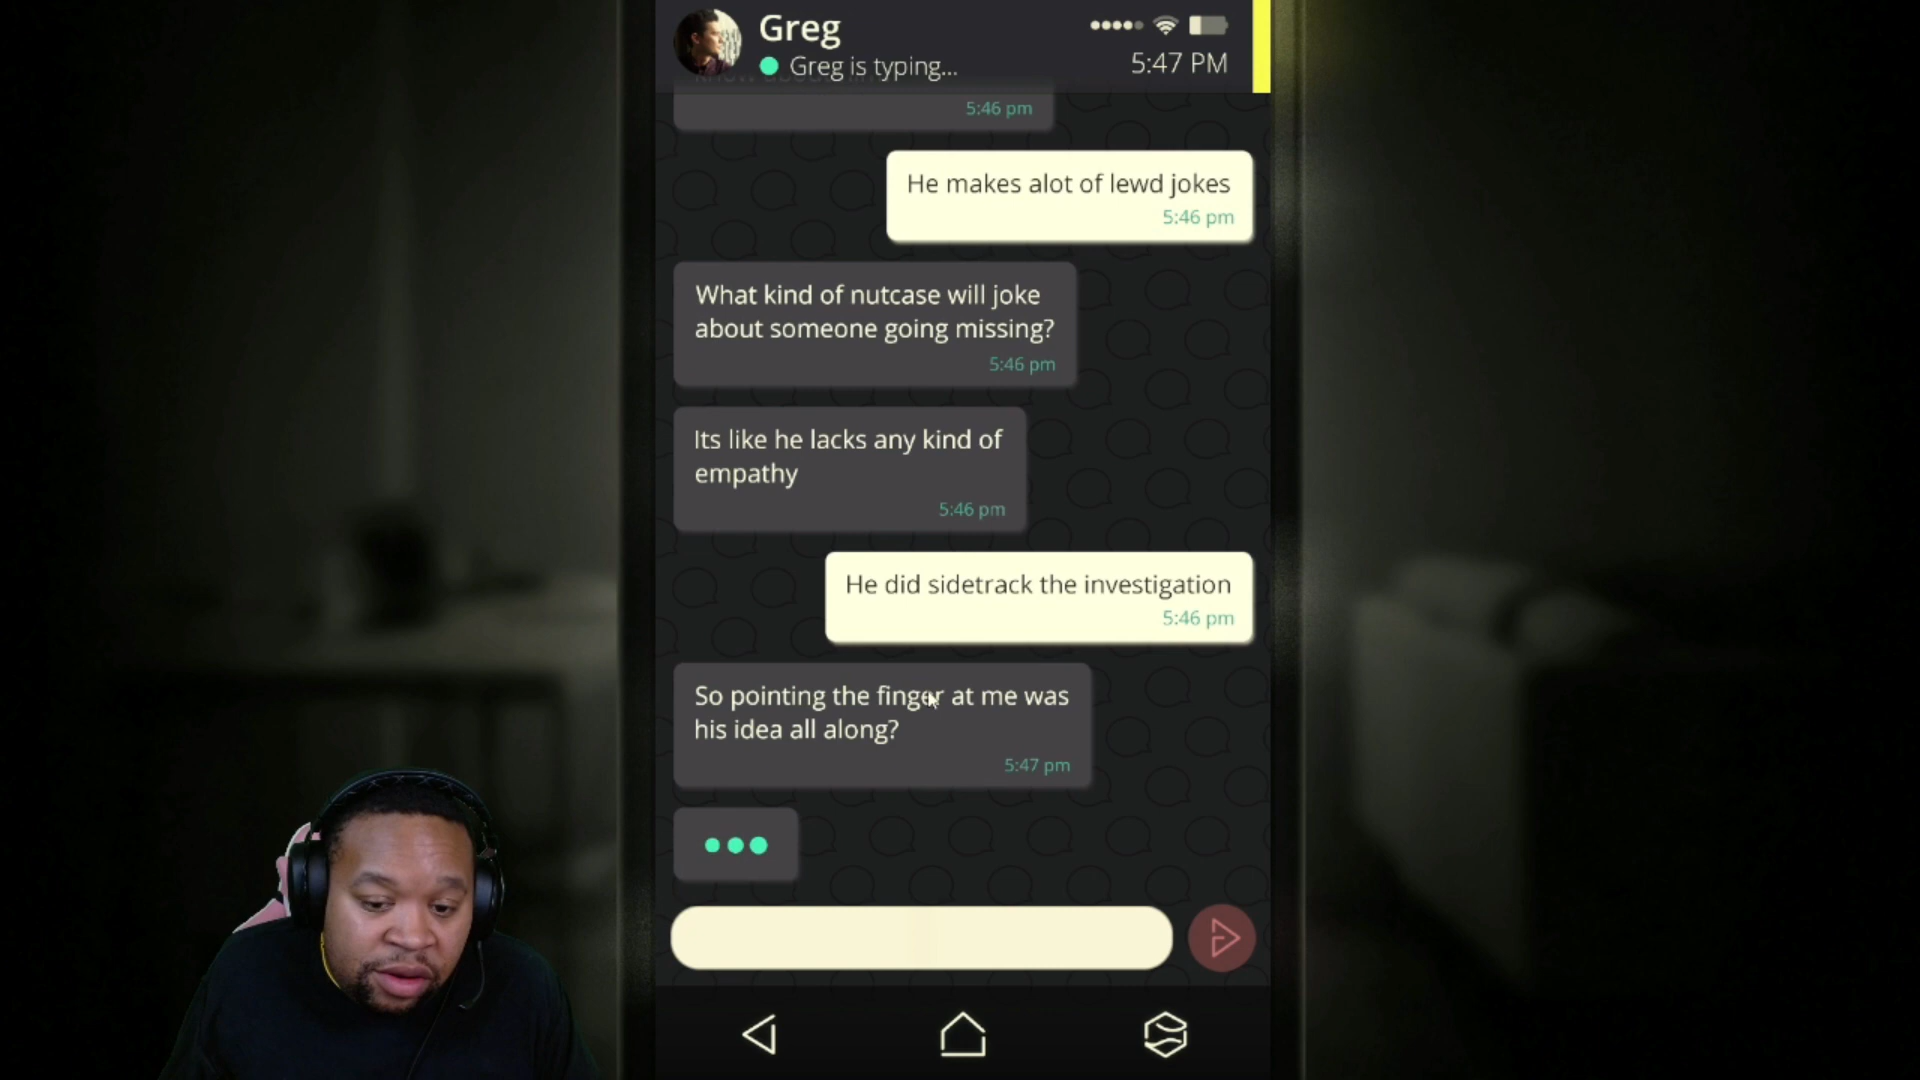 Greg
Greg is typing...
5:47 PM
5:46 pm
He makes alot of lewd jokes
5:46 pm
What kind of nutcase will joke
about someone going missing?
5:46 pm
Its like he lacks any kind of
empathy
5:46 pm
He did sidetrack the investigation
5:46 pm
So pointing the finger at me was
his idea all along?
5:47 pm